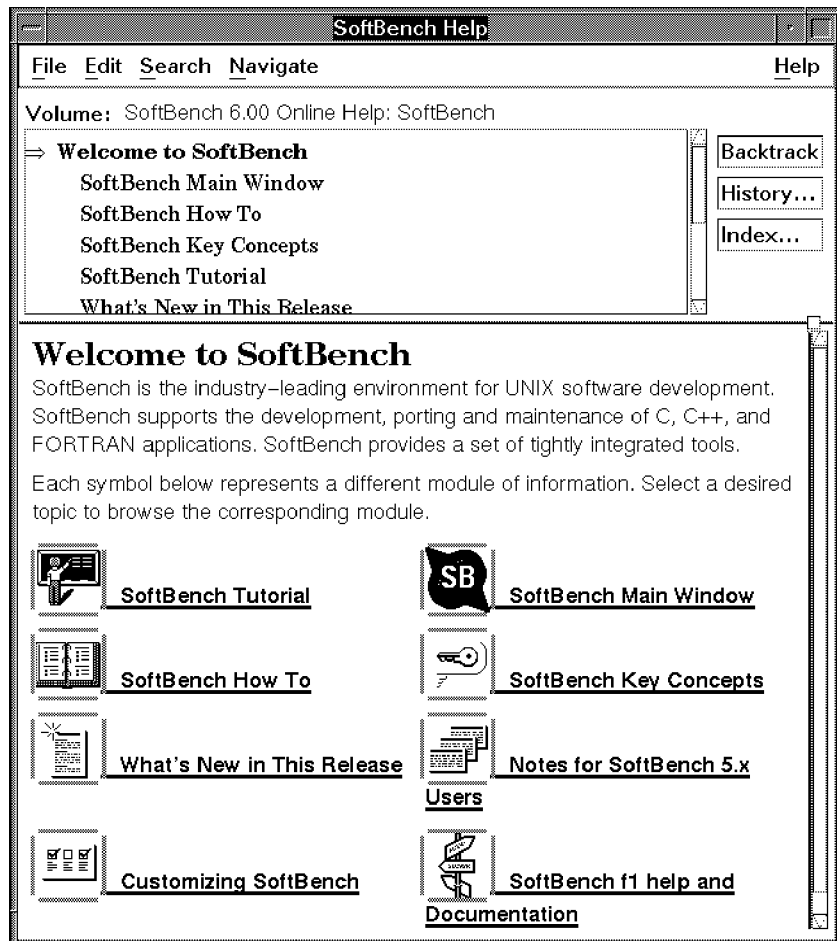 SoftBench Help
File Edit Search Navigate Help
Volume: SoftBench 6.00 Online Help: SoftBench
⇒ Welcome to SoftBench
SoftBench Main Window
SoftBench How To
SoftBench Key Concepts
SoftBench Tutorial
What's New in This Release
Backtrack
History...
Index...
Welcome to SoftBench
SoftBench is the industry–leading environment for UNIX software development.
SoftBench supports the development, porting and maintenance of C, C++, and
FORTRAN applications. SoftBench provides a set of tightly integrated tools.
Each symbol below represents a different module of information. Select a desired
topic to browse the corresponding module.
SoftBench Tutorial
SB
SoftBench Main Window
SoftBench How To
SoftBench Key Concepts
What's New in This Release
Notes for SoftBench 5.x
Users
Customizing SoftBench
SoftBench f1 help and
Documentation